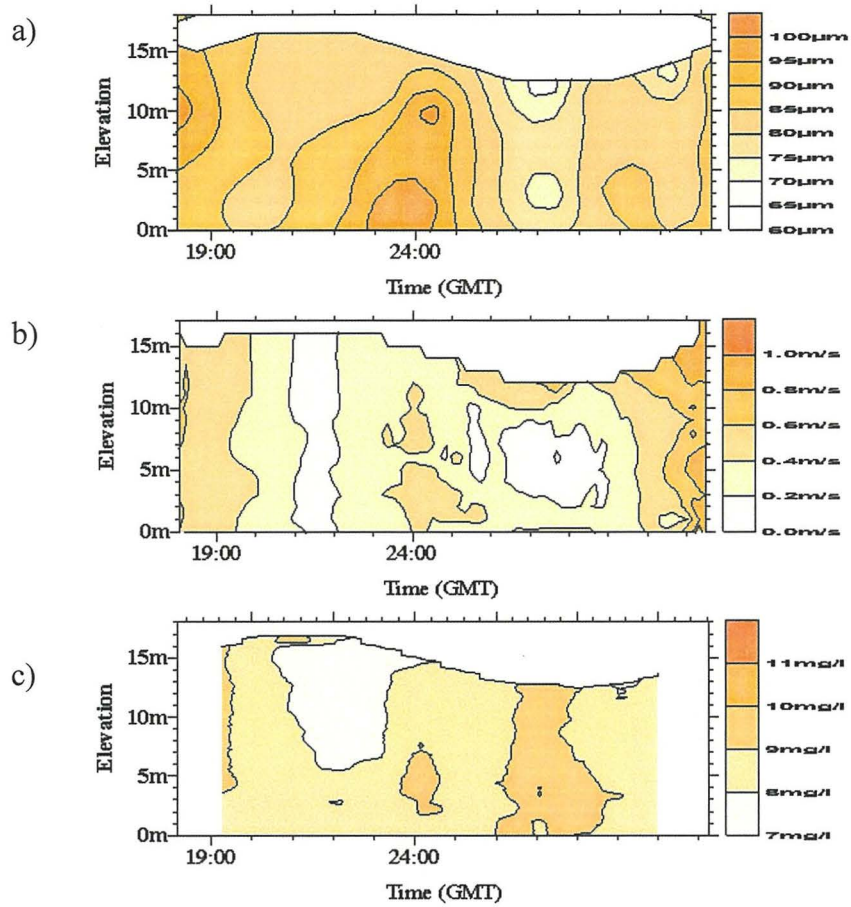 a)
15m
10m
5m
0m
Elevation
19:00
24:00
Time (GMT)
100µm
95µm
90µm
85µm
80µm
75µm
70µm
65µm
60µm
b)
15m
10m
5m
0m
Elevation
19:00
24:00
Time (GMT)
1.0m/s
0.8m/s
0.6m/s
0.4m/s
0.2m/s
0.0m/s
c)
15m
10m
5m
0m
Elevation
19:00
24:00
Time (GMT)
11mg/l
10mg/l
9mg/l
8mg/l
7mg/l